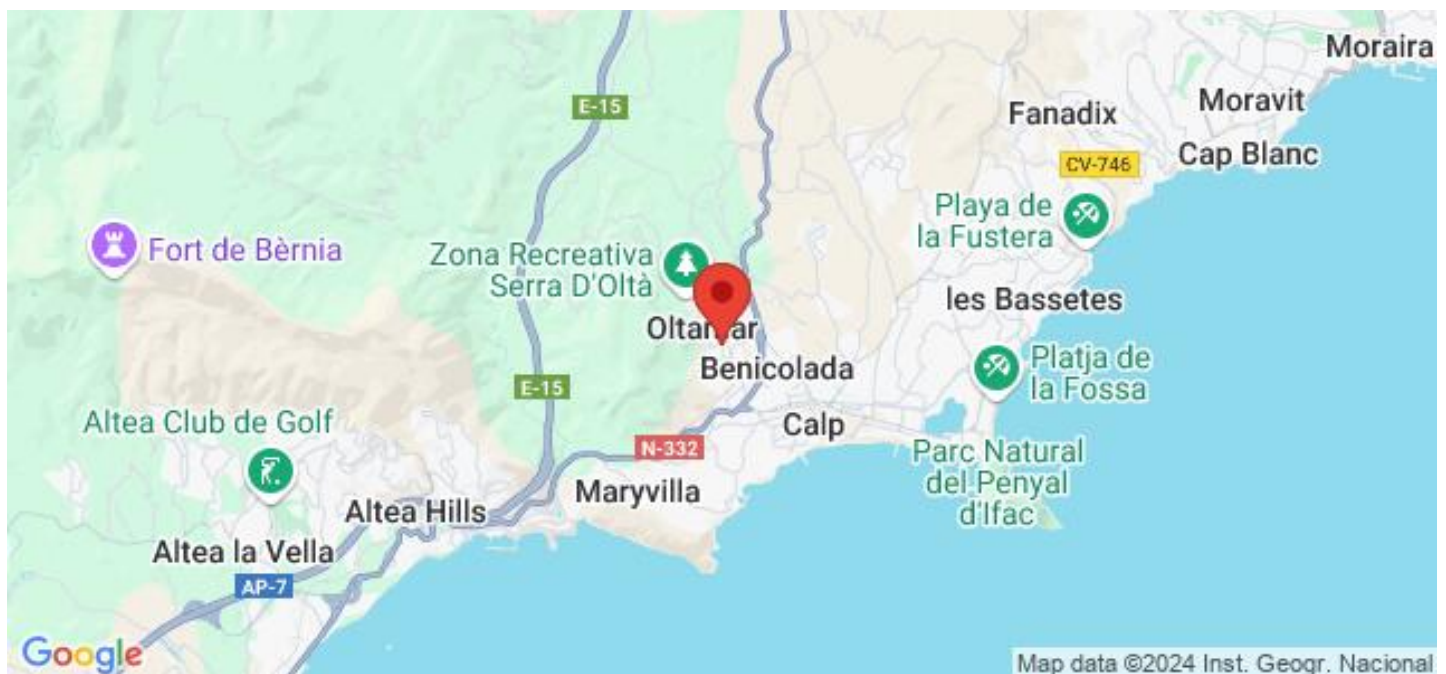 Moraira
Moravit
E-15
Fanadix
Cap Blanc
CV-746
Playa de
la Fustera
Fort de Bèrnia
Zona Recreativa
Serra D'Oltà
les Bassetes
Benicolada
Platja de
la Fossa
E-15
Altea Club de Golf
Calp
N-332
Parc Natural
del Penyal
d'Ifac
Maryvilla
Altea Hills
Altea la Vella
AP-7
Google
Map data ©2024 Inst. Geogr. Nacional